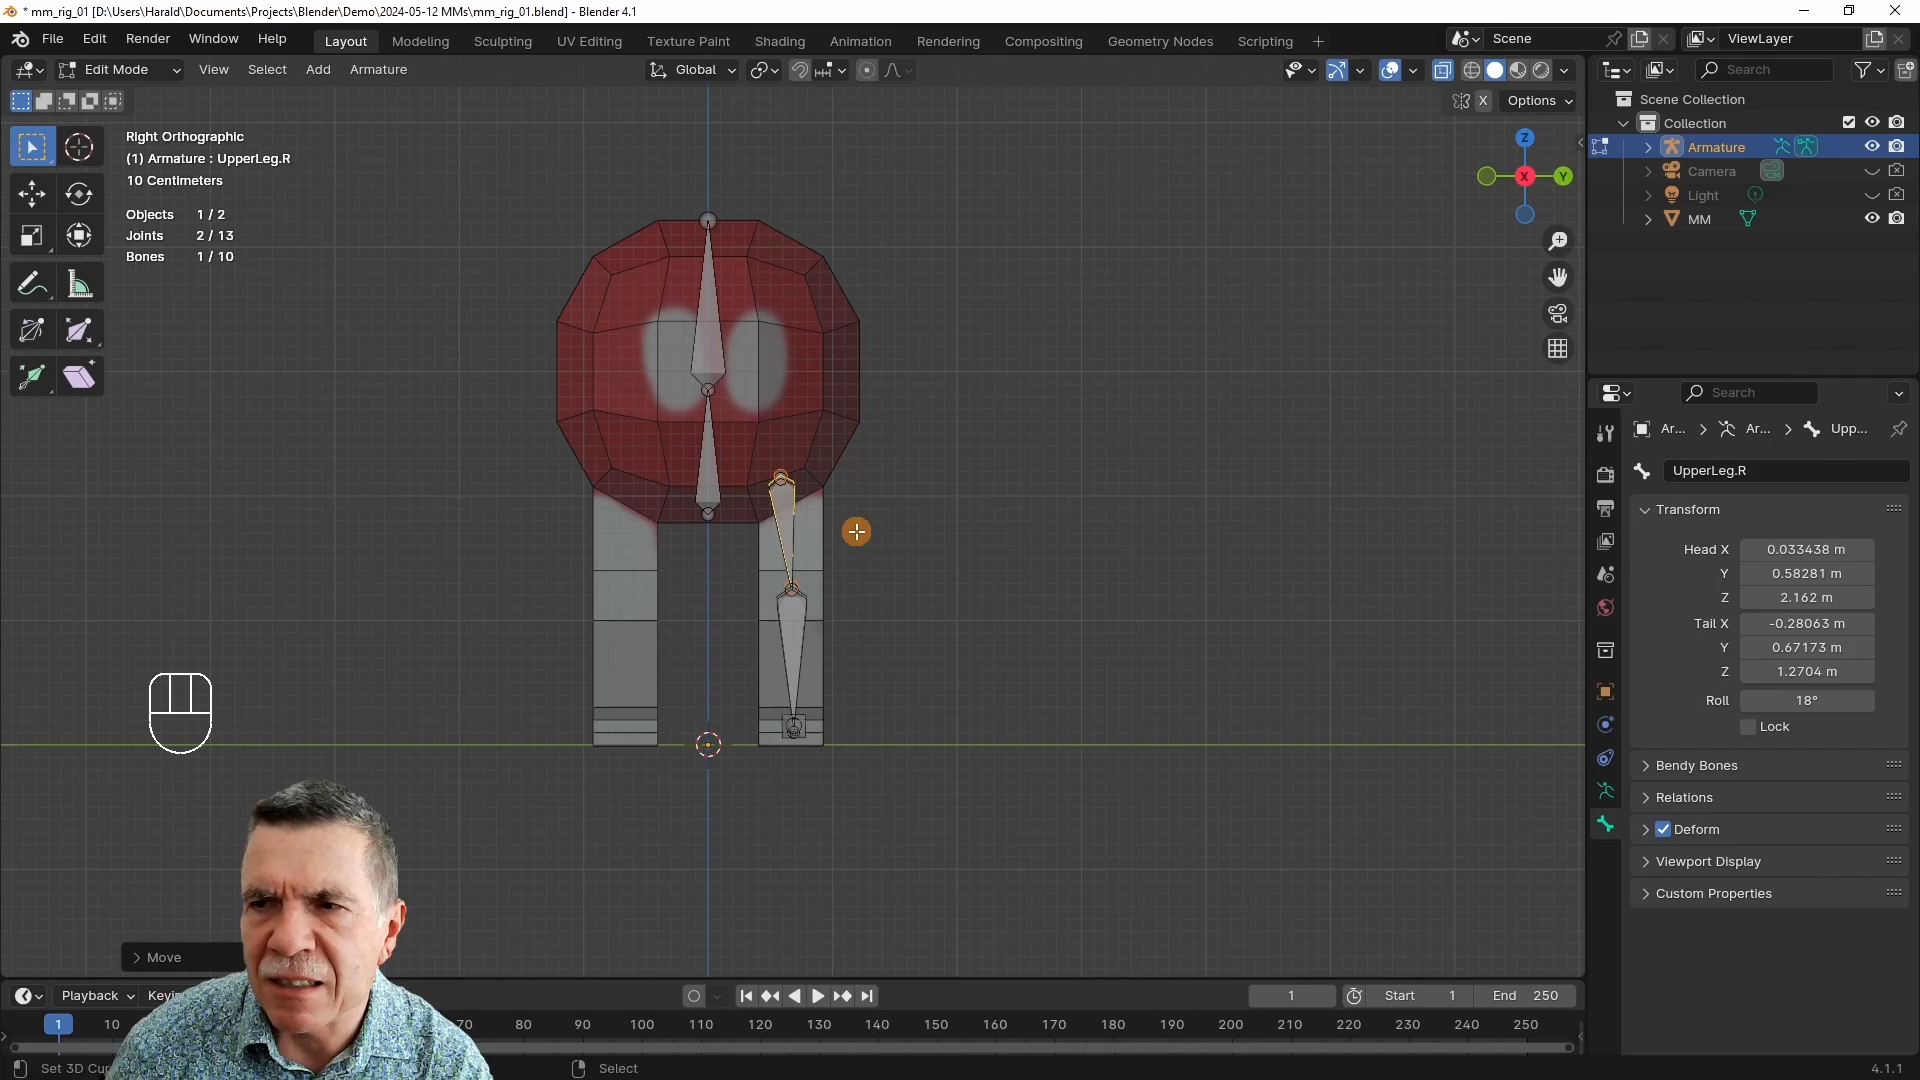 * mm_rig_01 [D:\Users\Harald\Documents\Projects\Blender\Demo\2024-05-12 MMs\mm_rig_01.blend] - Blender 4.1
File Edit Render Window Help
Layout Modeling Sculpting UV Editing Texture Paint Shading Animation Rendering Compositing Geometry Nodes Scripting +
Scene
ViewLayer
Edit Mode View Select Add Armature
Global
Search
X Options
Right Orthographic
(1) Armature : UpperLeg.R
10 Centimeters
Objects 1 / 2
Joints 2 / 13
Bones 1 / 10
Z
X
Y
Scene Collection
Collection
Armature
Camera
Light
MM
Search
Ar... Ar... Upp...
UpperLeg.R
Transform
Head X 0.033438 m
Y 0.58281 m
Z 2.162 m
Tail X -0.28063 m
Y 0.67173 m
Z 1.2704 m
Roll 18°
Lock
Bendy Bones
Relations
Deform
Viewport Display
Custom Properties
Move
Playback
1
Start 1
End 250
1 10 70 80 90 100 110 120 130 140 150 160 170 180 190 200 210 220 230 240 250
Set 3D Cur
Select
4.1.1